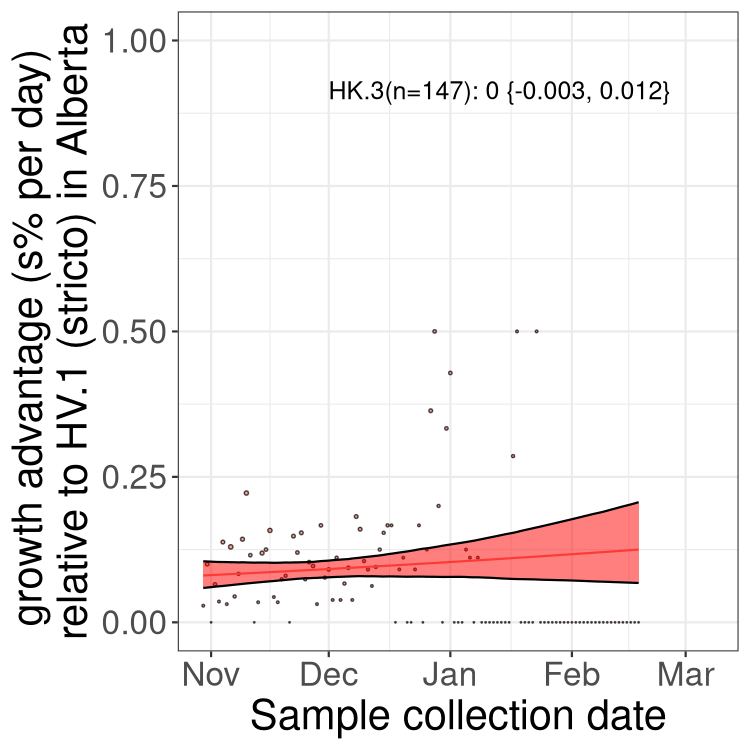 growth advantage (s% per day)
relative to HV.1 (stricto) in Alberta
1.00
0.75
0.50
0.25
0.00
HK.3(n=147): 0 {-0.003, 0.012}
Nov
Dec
Jan
Feb
Mar
Sample collection date